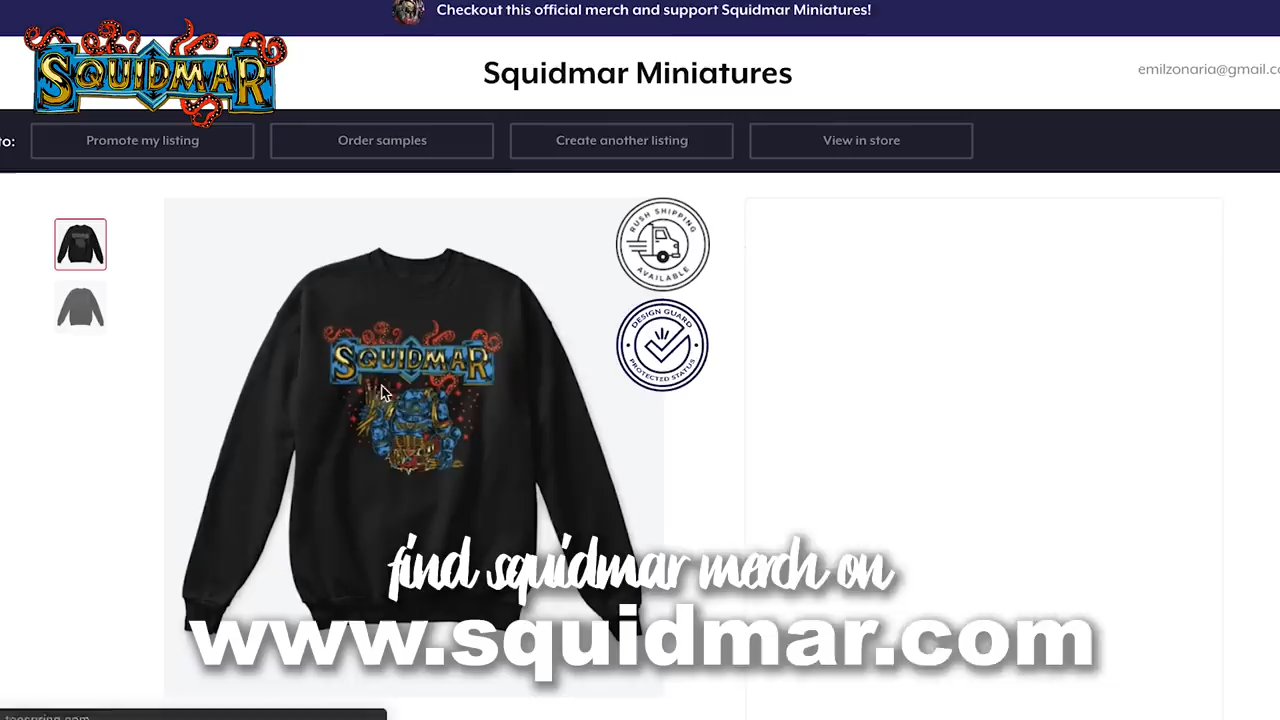 Checkout this official merch and support Squidmar Miniatures!
SQUIDMAR
Squidmar Miniatures
emilzonaria@gmail.c
to:
Promote my listing
Order samples
Create another listing
View in store
RUSH SHIPPING
AVAILABLE
DESIGN GUARD
PROTECTED STATUS
SQUIDMAR
find squidmar merch on
www.squidmar.com